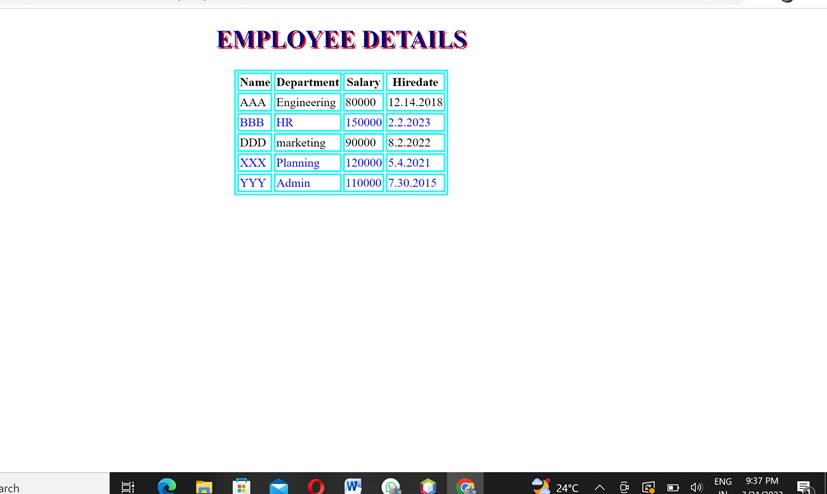 EMPLOYEE DETAILS
Name Department Salary Hiredate
AAA Engineering 80000 12.14.2018
BBB HR 150000 2.2.2023
DDD marketing 90000 8.2.2022
XXX Planning 120000 5.4.2021
YYY Admin 110000 7.30.2015
arch 24°C ENG 9:37 PM
IN